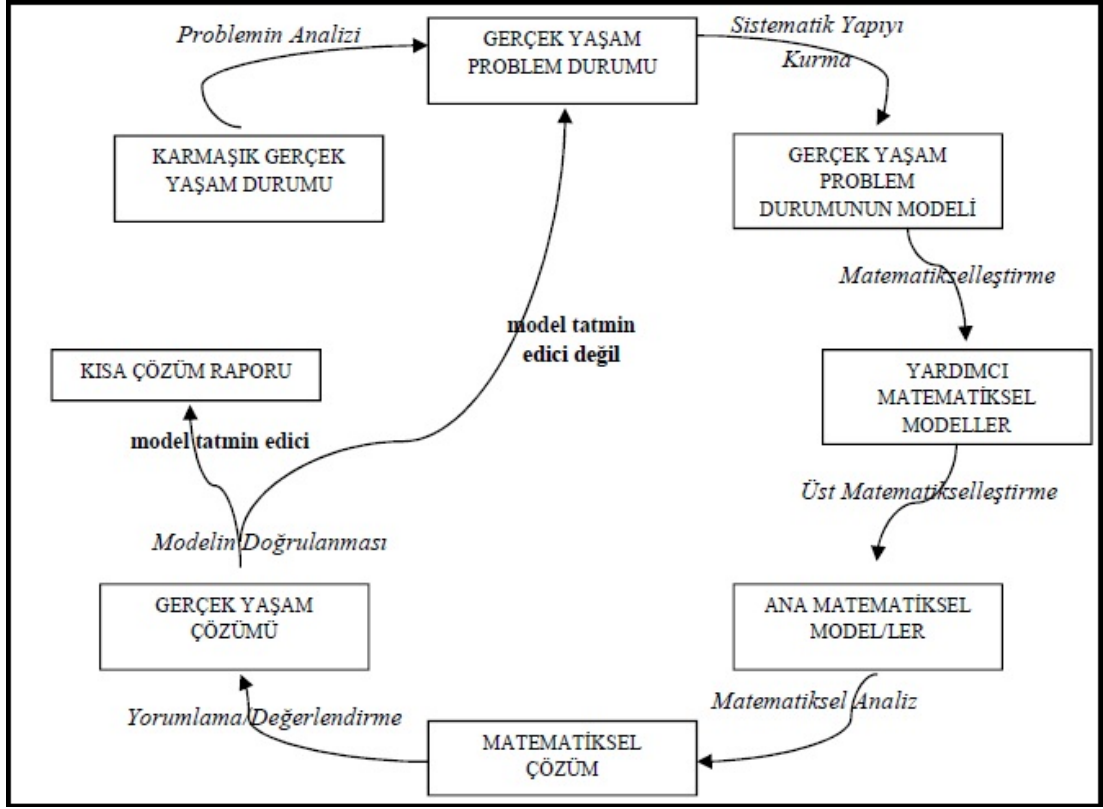 Problemin Analizi
GERÇEK YAŞAM
PROBLEM DURUMU
Sistematik Yapıyı
Kurma
KARMAŞIK GERÇEK
YAŞAM DURUMU
GERÇEK YAŞAM
PROBLEM
DURUMUNUN MODELİ
Matematikselleştirme
model tatmin
edici değil
KISA ÇÖZÜM RAPORU
YARDIMCI
MATEMATİKSEL
MODELLER
model tatmin edici
Üst Matematikselleştirme
Modelin Doğrulanması
GERÇEK YAŞAM
ÇÖZÜMÜ
ANA MATEMATİKSEL
MODEL/LER
Matematiksel Analiz
Yorumlama/Değerlendirme
MATEMATİKSEL
ÇÖZÜM